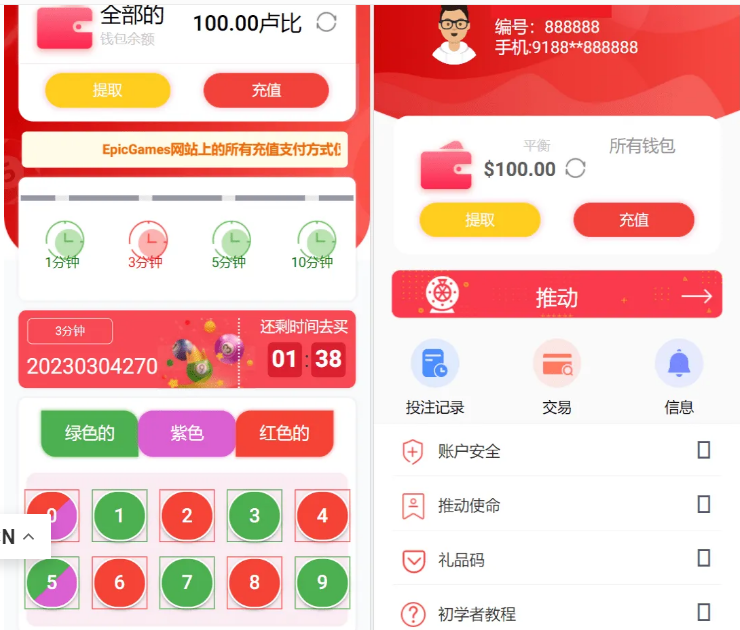 全部的
钱包余额
100.00卢比
提取
充值
EpicGames网站上的所有充值支付方式仅
1分钟
3分钟
5分钟
10分钟
3分钟
20230304270
还剩时间去买
01:38
绿色的
紫色
红色的
0
1
2
3
4
N
5
6
7
8
9
编号：888888
手机:9188**888888
平衡
$100.00
所有钱包
提取
充值
推动
投注记录
交易
信息
账户安全
推动使命
礼品码
初学者教程